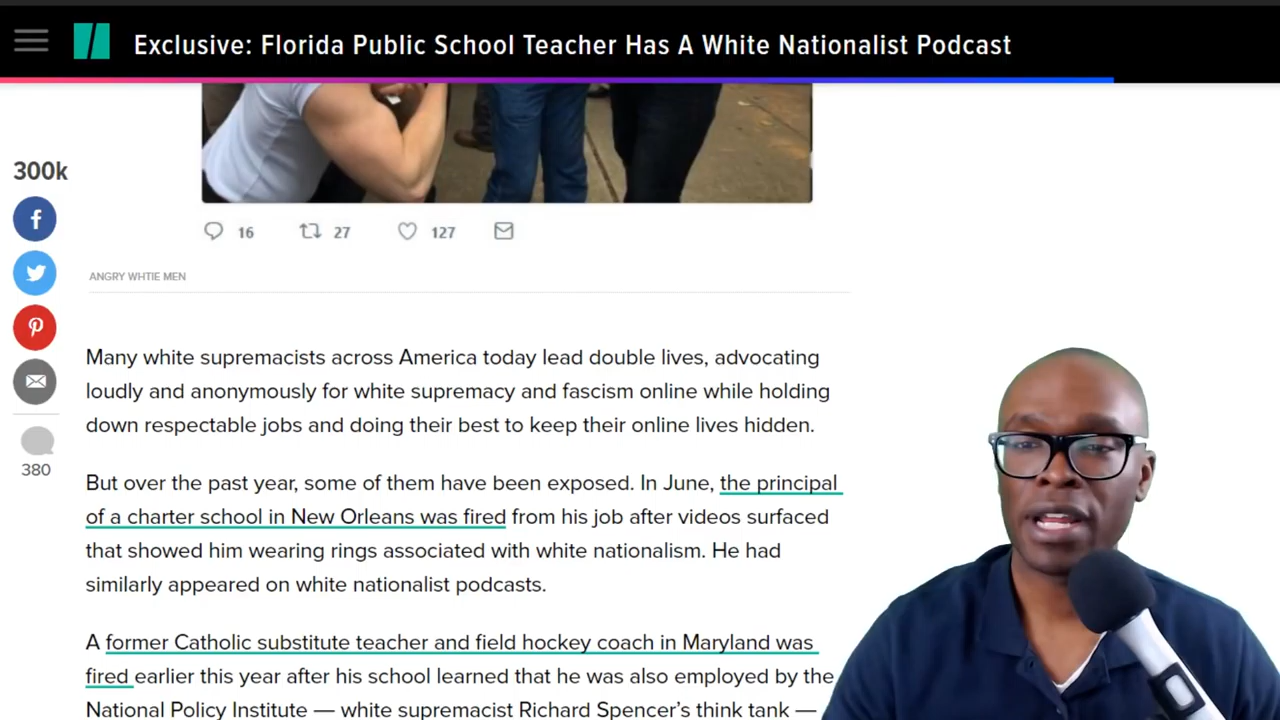 Exclusive: Florida Public School Teacher Has A White Nationalist Podcast
300k
16 27 127
ANGRY WHTIE MEN
380
Many white supremacists across America today lead double lives, advocating
loudly and anonymously for white supremacy and fascism online while holding
down respectable jobs and doing their best to keep their online lives hidden.
But over the past year, some of them have been exposed. In June, the principal
of a charter school in New Orleans was fired from his job after videos surfaced
that showed him wearing rings associated with white nationalism. He had
similarly appeared on white nationalist podcasts.
A former Catholic substitute teacher and field hockey coach in Maryland was
fired earlier this year after his school learned that he was also employed by the
National Policy Institute — white supremacist Richard Spencer's think tank —